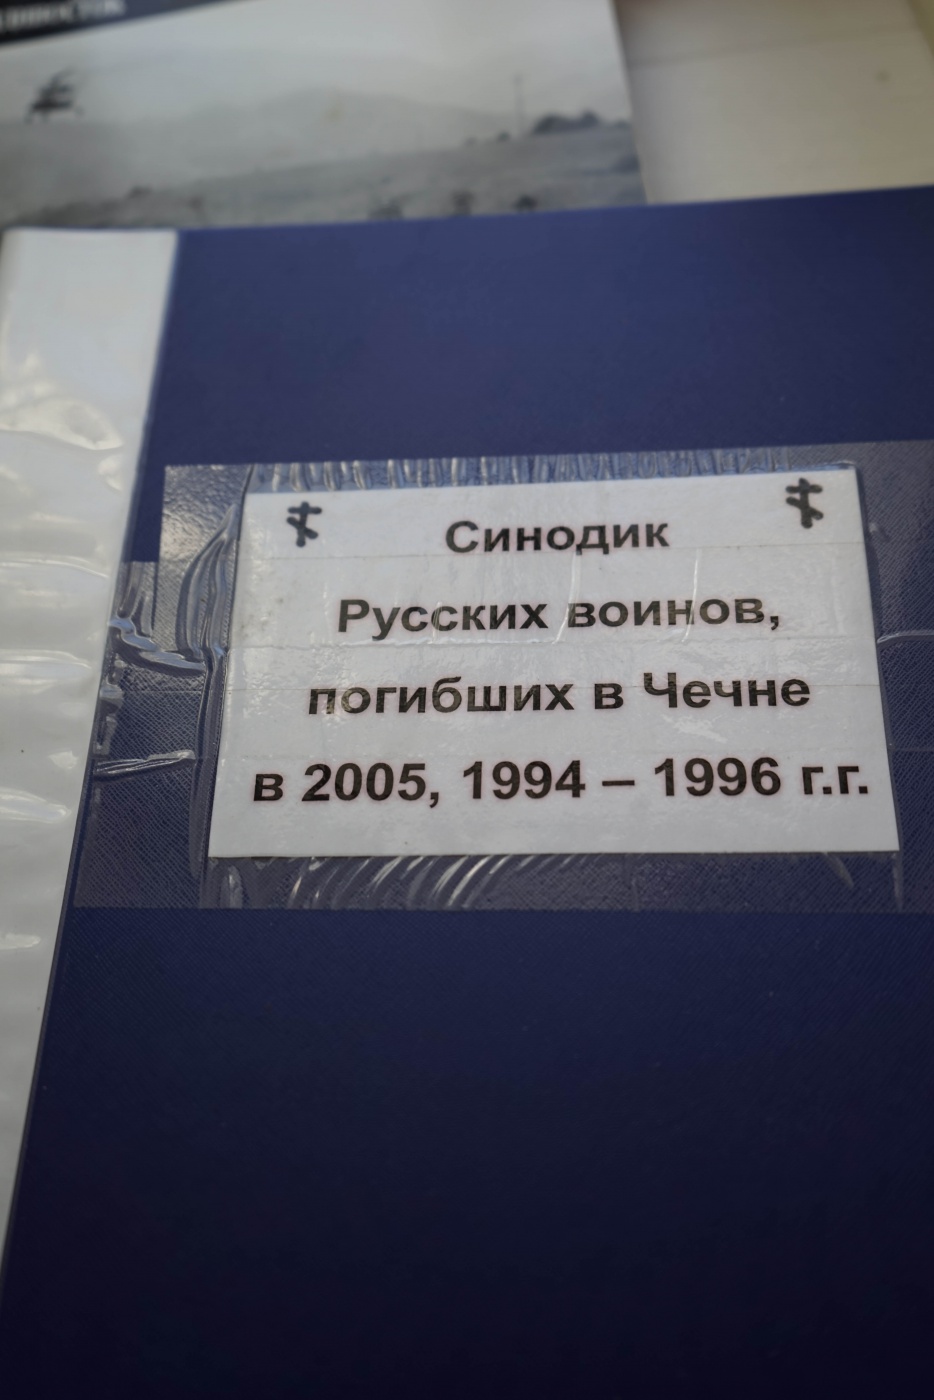 Синодик
Русских воинов,
погибших в Чечне
в 2005, 1994 – 1996 г.г.